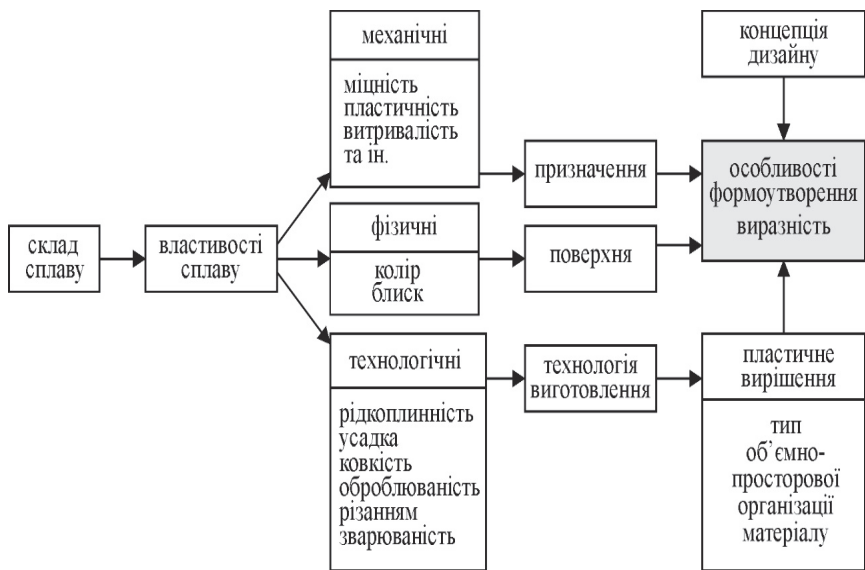 механічні
міцність
пластичність
витривалість
та ін.
концепція
дизайну
призначення
особливості
формоутворення
виразність
склад
сплаву
властивості
сплаву
фізичні
колір
блиск
поверхня
технологічні
рідкоплинність
усадка
ковкість
оброблюваність
різанням
зварюваність
технологія
виготовлення
пластичне
вирішення
тип
об’ємно-
просторової
організації
матеріалу